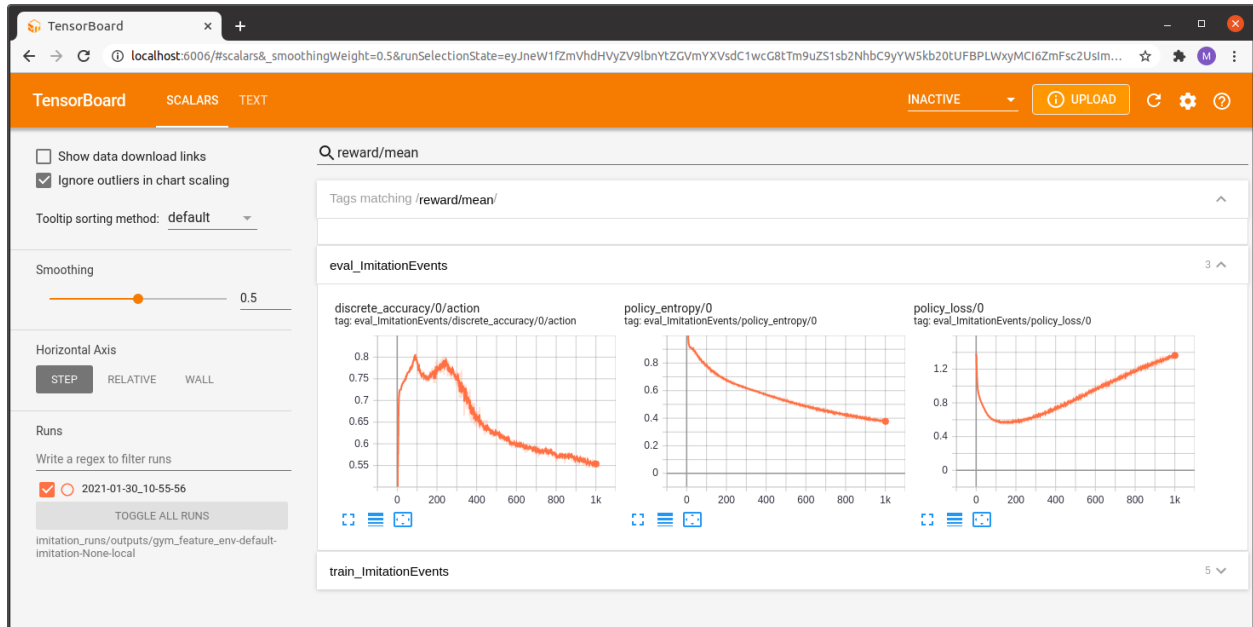 TensorBoard
localhost:6006/#scalars&_smoothingWeight=0.5&runSelectionState=eyJneW1fZmVhdHVyZV9lbnYtZGVmYXVsdC1wcG8tTm9uZS1sb2NhbC9yYW5kb20tUFBPLWxyMCI6ZmFsc2UsIm...
M
TensorBoard SCALARS TEXT INACTIVE UPLOAD
Show data download links
Ignore outliers in chart scaling
Tooltip sorting method: default
Smoothing
0.5
Horizontal Axis
STEP RELATIVE WALL
Runs
Write a regex to filter runs
2021-01-30_10-55-56
TOGGLE ALL RUNS
imitation_runs/outputs/gym_feature_env-default-
imitation-None-local
reward/mean
Tags matching /reward/mean/
eval_ImitationEvents 3
discrete_accuracy/0/action
tag: eval_ImitationEvents/discrete_accuracy/0/action
0.8
0.75
0.7
0.65
0.6
0.55
0 200 400 600 800 1k
policy_entropy/0
tag: eval_ImitationEvents/policy_entropy/0
0.8
0.6
0.4
0.2
0
0 200 400 600 800 1k
policy_loss/0
tag: eval_ImitationEvents/policy_loss/0
1.2
0.8
0.4
0
0 200 400 600 800 1k
train_ImitationEvents 5